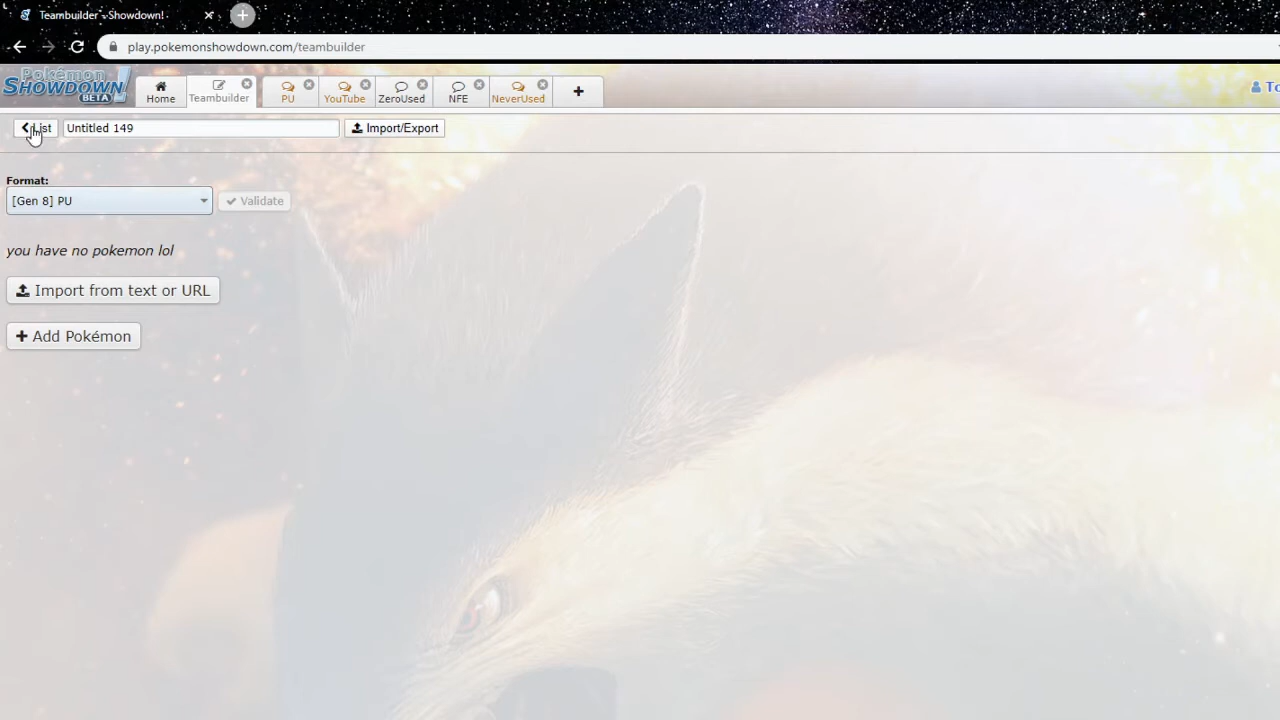 Teambuilder - Showdown!
play.pokemonshowdown.com/teambuilder
Pokémon
SHOWDOWN!
BETA
Home
Teambuilder
PU
YouTube
ZeroUsed
NFE
NeverUsed
To
List
Untitled 149
Import/Export
Format:
[Gen 8] PU
Validate
you have no pokemon lol
Import from text or URL
Add Pokémon